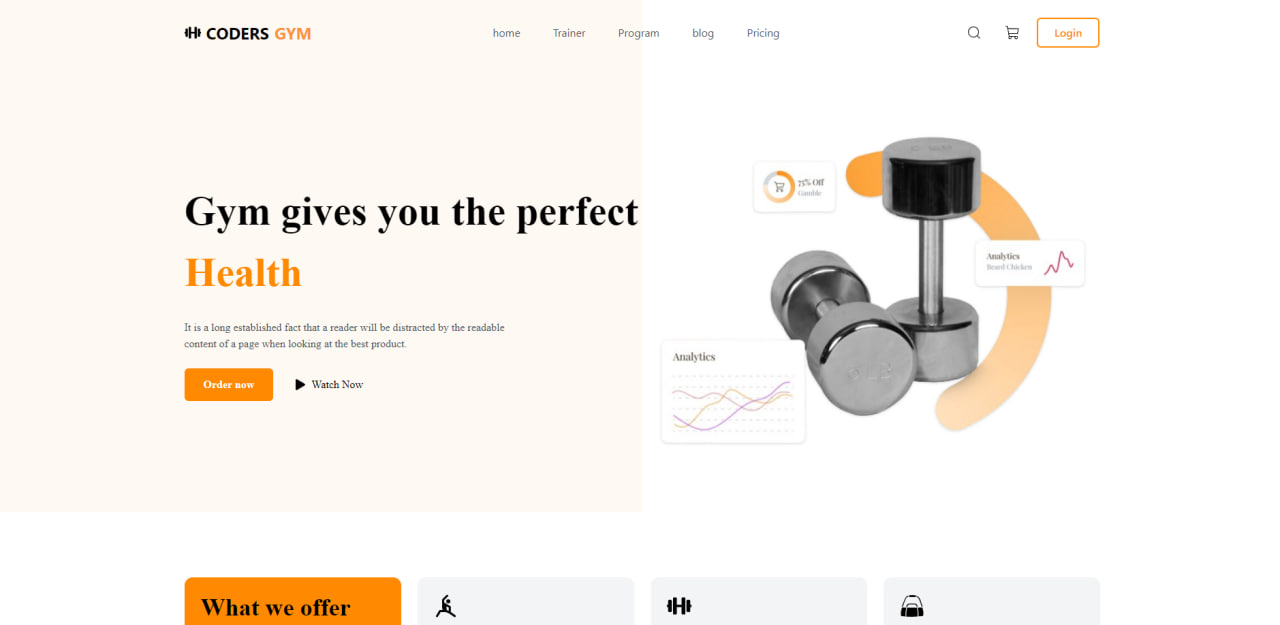 CODERS GYM
home Trainer Program blog Pricing
Login
Gym gives you the perfect
Health
It is a long established fact that a reader will be distracted by the readable
content of a page when looking at the best product.
Order now
Watch Now
75% Off
Gamble
Analytics
Beard Chicken
Analytics
What we offer